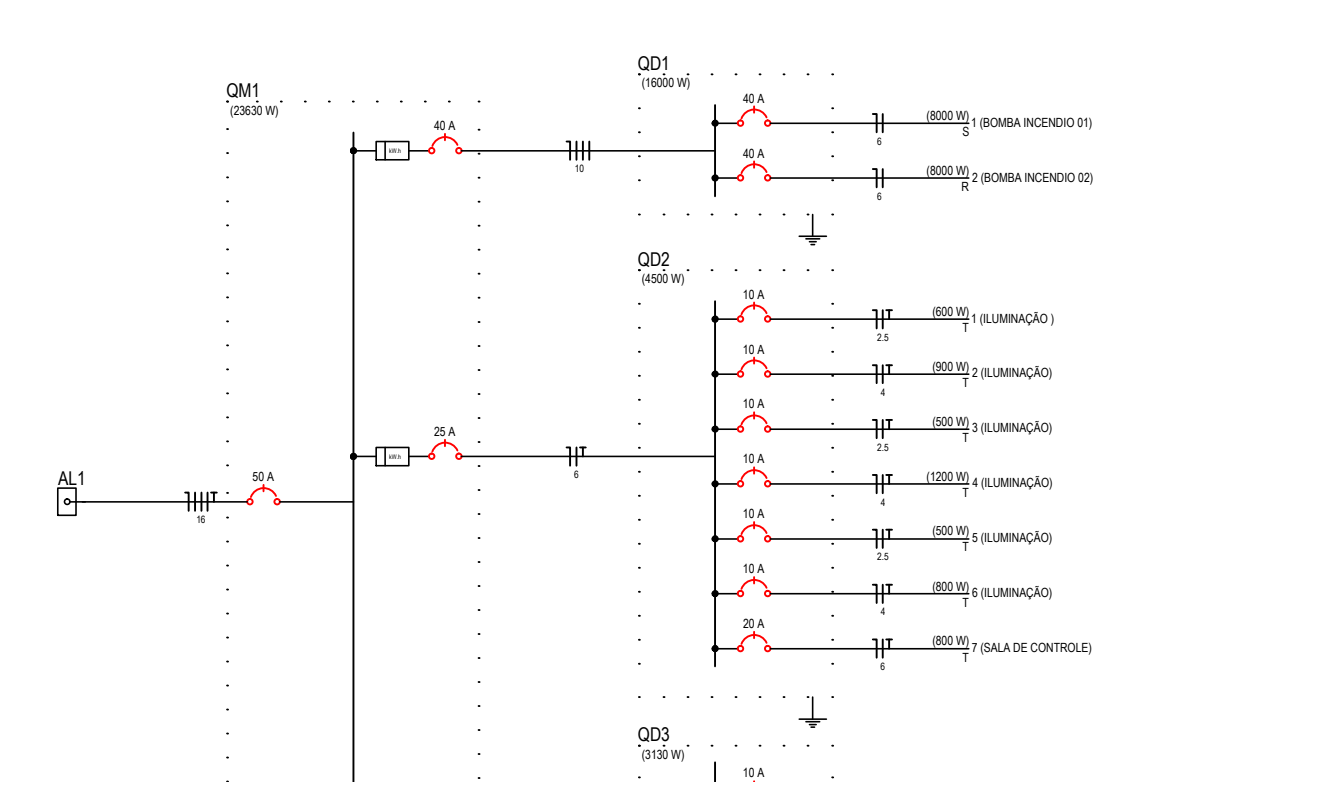 QD1
(16000 W)
QM1
(23630 W)
40 A
(8000 W)
1 (BOMBA INCENDIO 01)
S
6
40 A
kW.h
10
40 A
(8000 W)
2 (BOMBA INCENDIO 02)
R
6
QD2
(4500 W)
10 A
(600 W)
1 (ILUMINAÇÃO )
T
2.5
10 A
(900 W)
2 (ILUMINAÇÃO)
T
4
10 A
(500 W)
3 (ILUMINAÇÃO)
T
2.5
25 A
kW.h
6
10 A
(1200 W)
4 (ILUMINAÇÃO)
T
4
AL1
16
50 A
10 A
(500 W)
5 (ILUMINAÇÃO)
T
2.5
10 A
(800 W)
6 (ILUMINAÇÃO)
T
4
20 A
(800 W)
7 (SALA DE CONTROLE)
T
6
QD3
(3130 W)
10 A